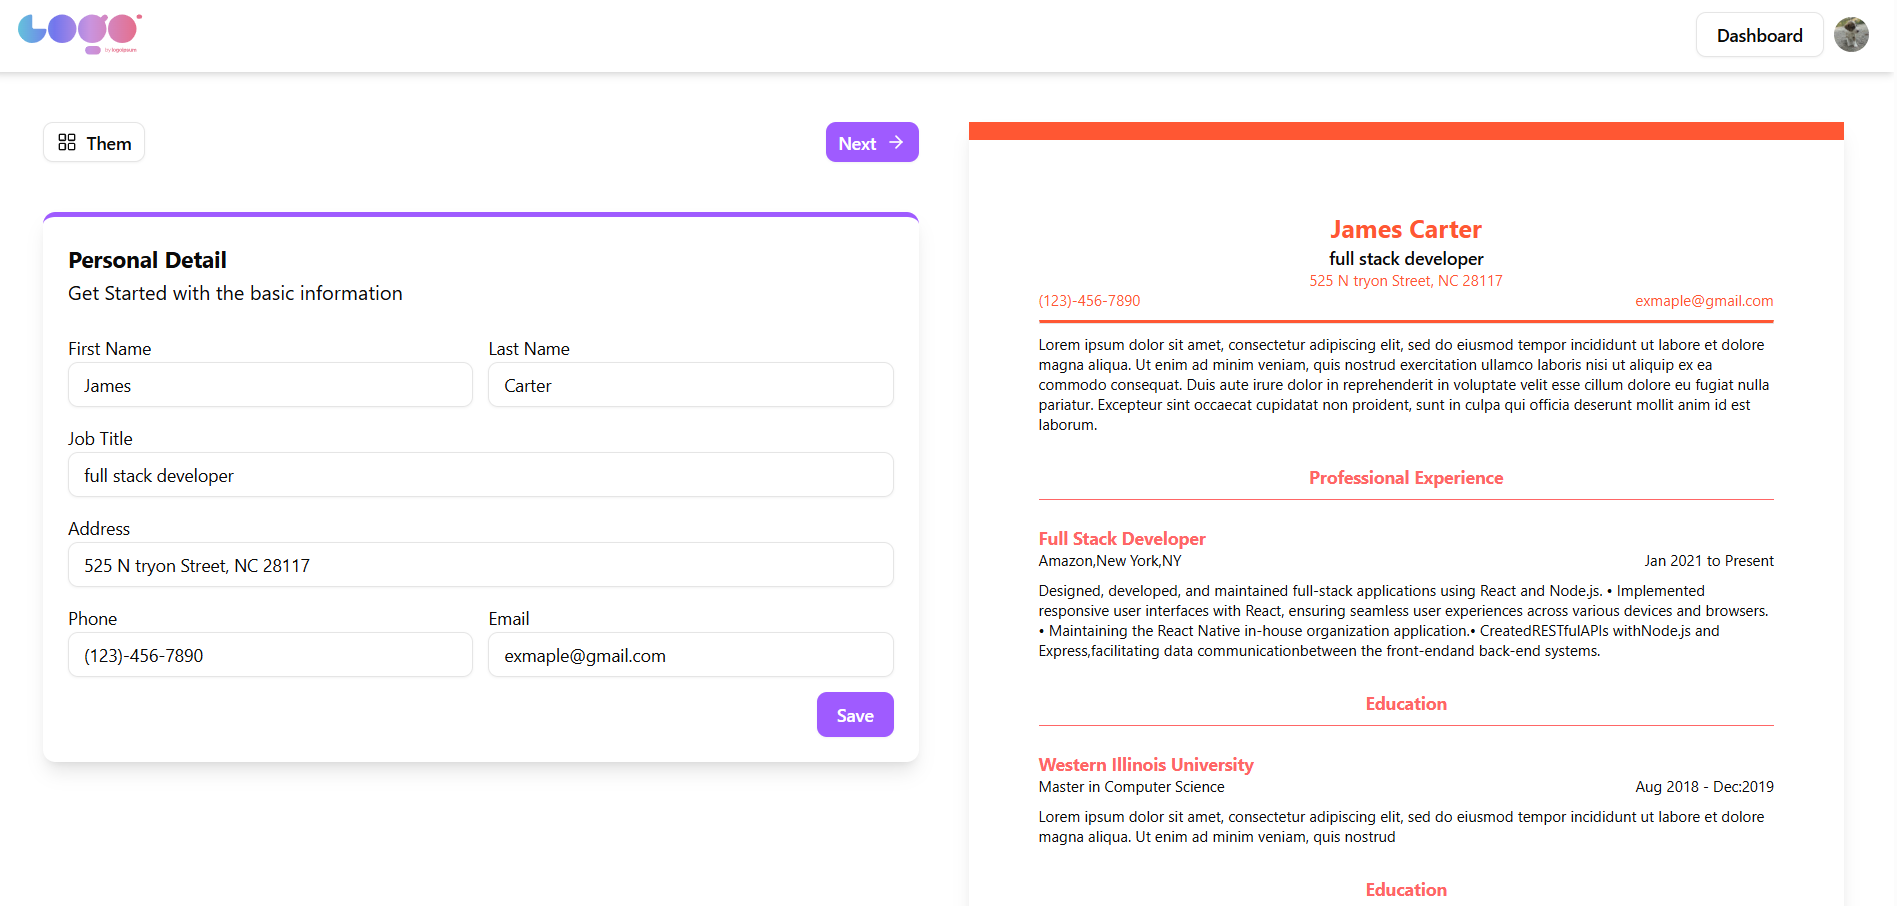 Logo
by logoipsum
Dashboard
Them
Next
Personal Detail
Get Started with the basic information
First Name
Last Name
James
Carter
Job Title
full stack developer
Address
525 N tryon Street, NC 28117
Phone
Email
(123)-456-7890
exmaple@gmail.com
Save
James Carter
full stack developer
525 N tryon Street, NC 28117
(123)-456-7890
exmaple@gmail.com
Lorem ipsum dolor sit amet, consectetur adipiscing elit, sed do eiusmod tempor incididunt ut labore et dolore
magna aliqua. Ut enim ad minim veniam, quis nostrud exercitation ullamco laboris nisi ut aliquip ex ea
commodo consequat. Duis aute irure dolor in reprehenderit in voluptate velit esse cillum dolore eu fugiat nulla
pariatur. Excepteur sint occaecat cupidatat non proident, sunt in culpa qui officia deserunt mollit anim id est
laborum.
Professional Experience
Full Stack Developer
Amazon,New York,NY
Jan 2021 to Present
Designed, developed, and maintained full-stack applications using React and Node.js. • Implemented
responsive user interfaces with React, ensuring seamless user experiences across various devices and browsers.
• Maintaining the React Native in-house organization application.• CreatedRESTfulAPIs withNode.js and
Express,facilitating data communicationbetween the front-endand back-end systems.
Education
Western Illinois University
Master in Computer Science
Aug 2018 - Dec:2019
Lorem ipsum dolor sit amet, consectetur adipiscing elit, sed do eiusmod tempor incididunt ut labore et dolore
magna aliqua. Ut enim ad minim veniam, quis nostrud
Education